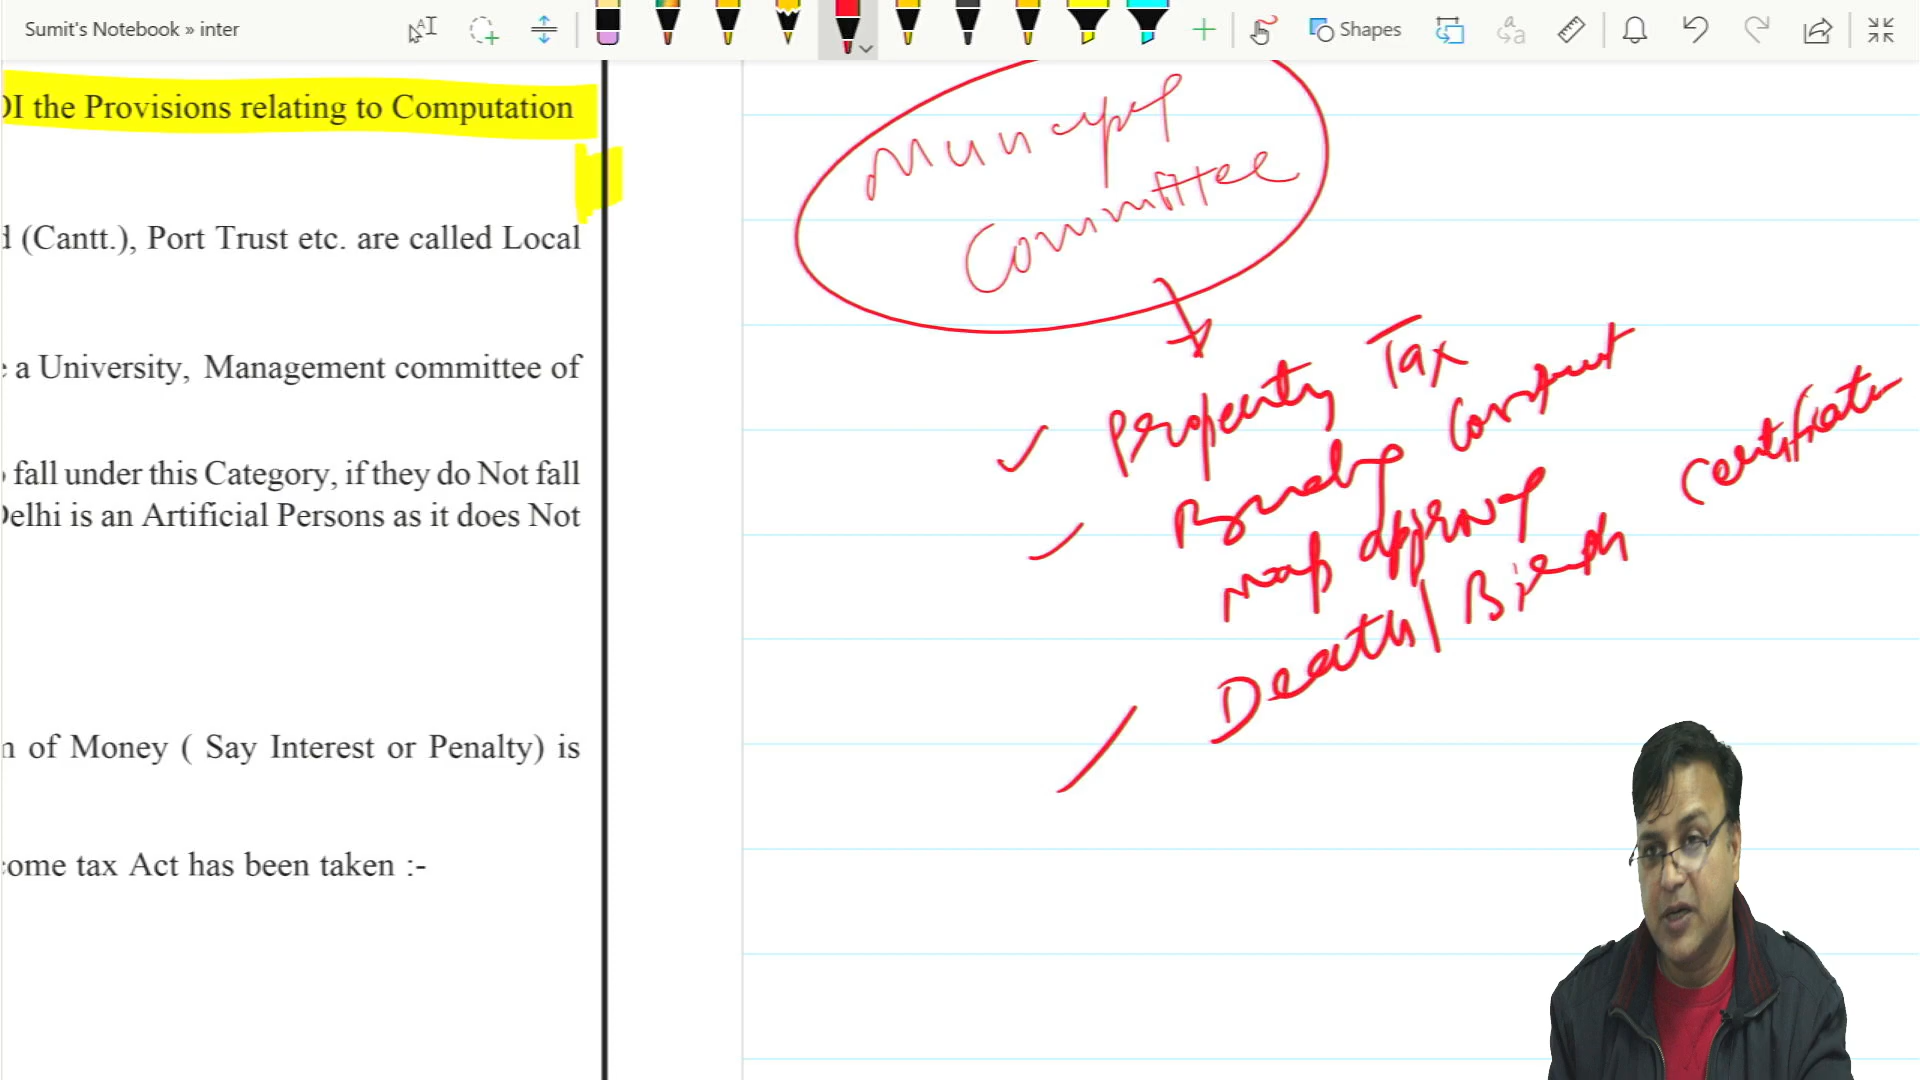 Sumit's Notebook » inter
Shapes
OI the Provisions relating to Computation
d (Cantt.), Port Trust etc. are called Local
e a University, Management committee of
fall under this Category, if they do Not fall
Delhi is an Artificial Persons as it does Not
n of Money ( Say Interest or Penalty) is
come tax Act has been taken :-
Committee
Property Tax
Construct
map approval
Death/ Birth certificate